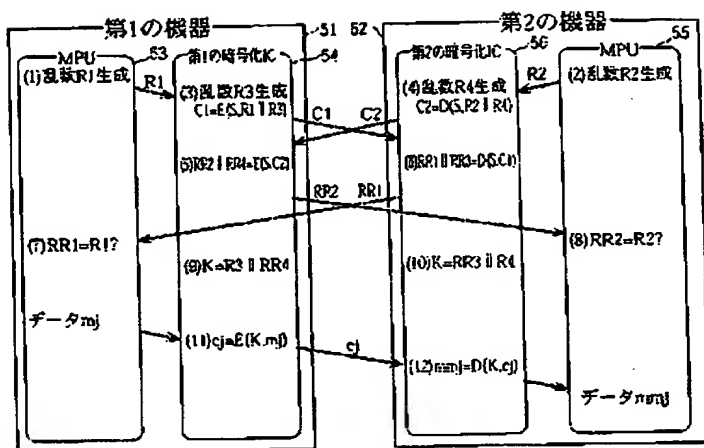 第1の機器
51
52
第2の機器
MPU
53
(1)乱数R1生成
R1
第1の暗号化IC
54
(3)乱数R3生成
C1=E(S,R1||R3)
C1
C2
(5)RR2||RR4=E(S,C2)
RR2
RR1
(7)RR1=R1?
(9)K=R3||RR4
データmj
(11)cj=E(K,mj)
cj
第2の暗号化IC
56
(4)乱数R4生成
C2=D(S,R2||R4)
R2
MPU
55
(2)乱数R2生成
(6)RR1||RR3=D(S,C1)
(8)RR2=R2?
(10)K=RR3||R4
(12)mmj=D(K,cj)
データmmj